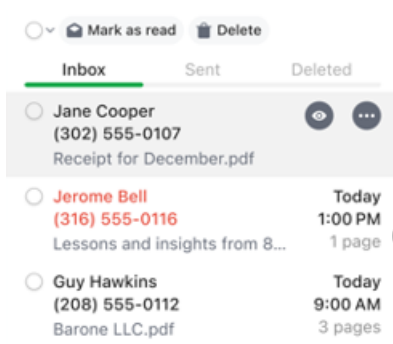 Mark as read Delete
Inbox Sent Deleted
Jane Cooper
(302) 555-0107
Receipt for December.pdf
Jerome Bell Today
(316) 555-0116 1:00 PM
Lessons and insights from 8... 1 page
Guy Hawkins Today
(208) 555-0112 9:00 AM
Barone LLC.pdf 3 pages